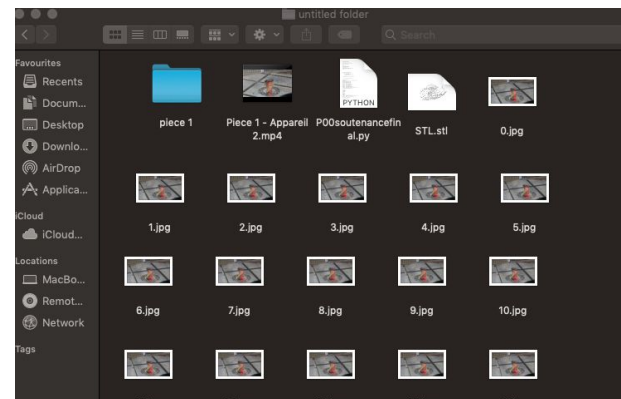 untitled folder
Search
Favourites
Recents
Docum...
Desktop
Downlo...
AirDrop
Applica...
iCloud
iCloud...
Locations
MacBo...
Remot...
Network
Tags
piece 1
Piece 1 - Appareil
2.mp4
PYTHON
P00soutenancefin
al.py
STL.stl
0.jpg
1.jpg
2.jpg
3.jpg
4.jpg
5.jpg
6.jpg
7.jpg
8.jpg
9.jpg
10.jpg